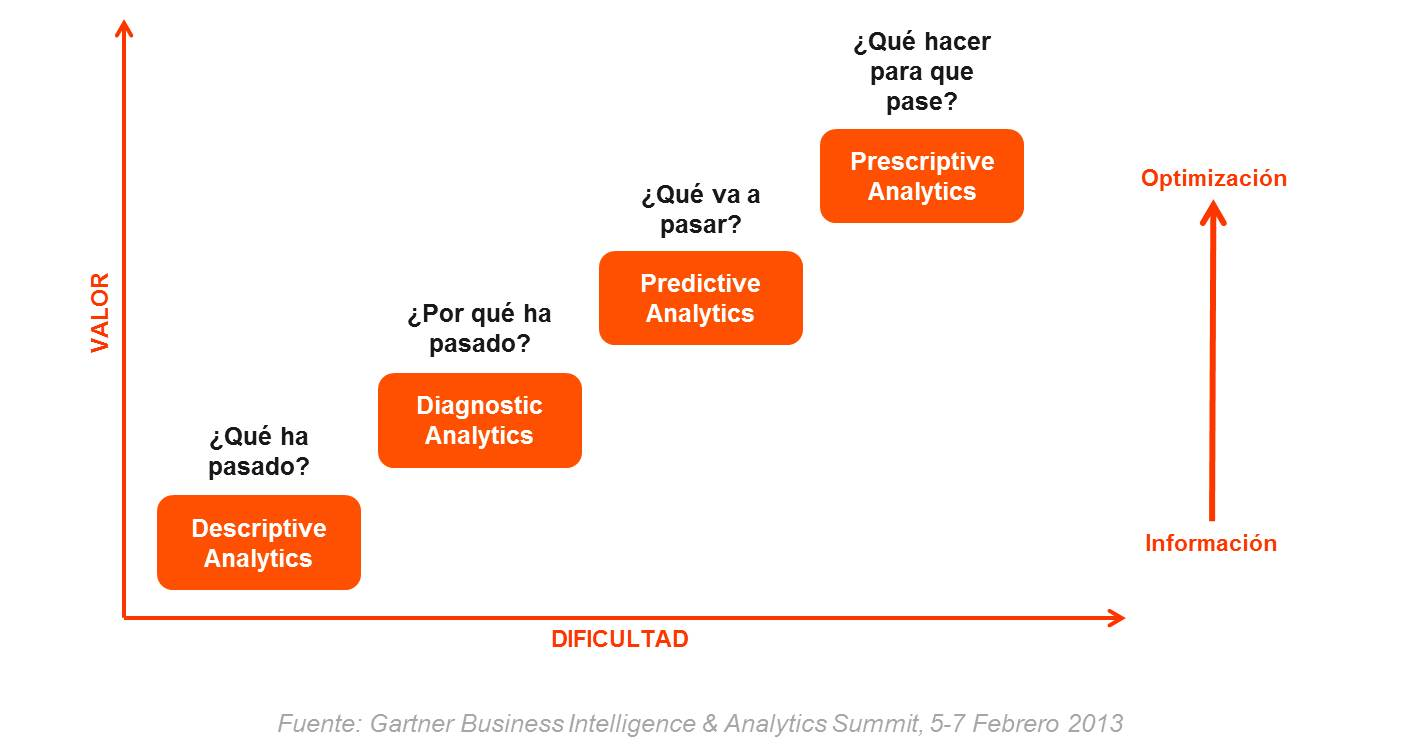 ¿Qué hacer
para que
pase?
Prescriptive
Analytics
Optimización
¿Qué va a
pasar?
Predictive
Analytics
VALOR
¿Por qué ha
pasado?
Diagnostic
Analytics
¿Qué ha
pasado?
Descriptive
Analytics
Información
DIFICULTAD
Fuente: Gartner Business Intelligence & Analytics Summit, 5-7 Febrero 2013